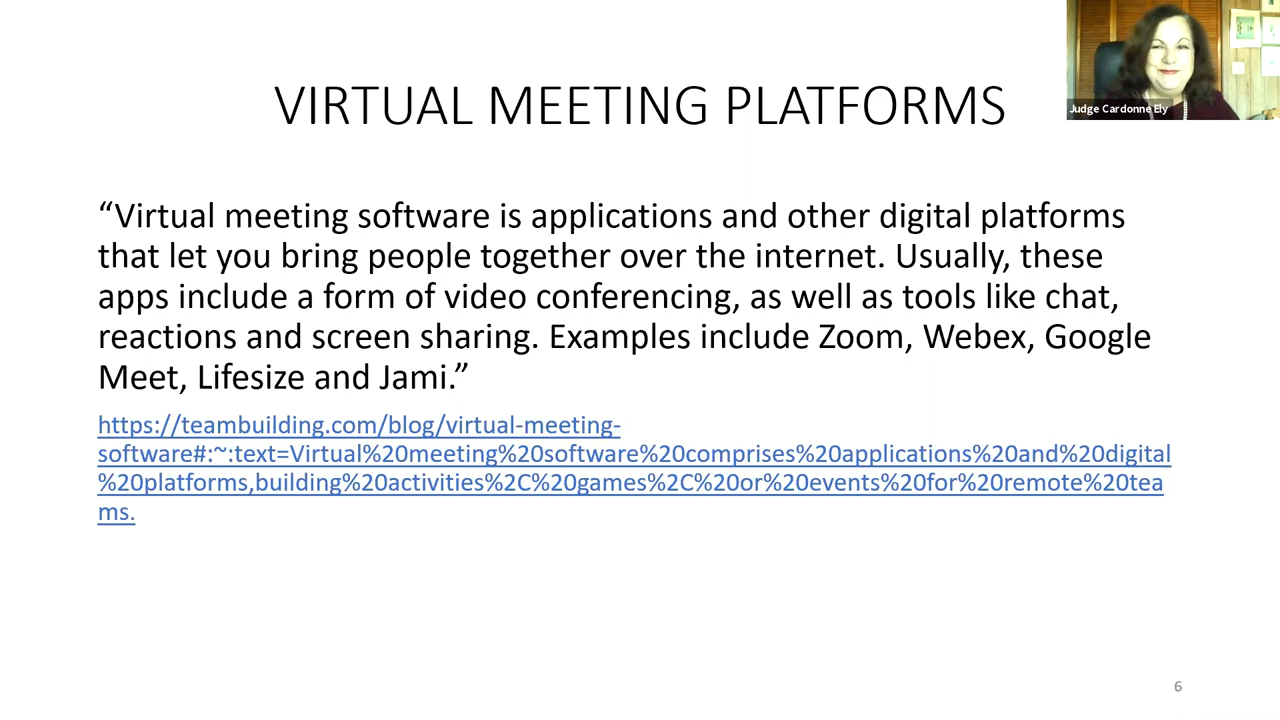 VIRTUAL MEETING PLATFORMS
Judge Cardonne Ely
“Virtual meeting software is applications and other digital platforms
that let you bring people together over the internet. Usually, these
apps include a form of video conferencing, as well as tools like chat,
reactions and screen sharing. Examples include Zoom, Webex, Google
Meet, Lifesize and Jami.”
https://teambuilding.com/blog/virtual-meeting-
software#:~:text=Virtual%20meeting%20software%20comprises%20applications%20and%20digital
%20platforms,building%20activities%2C%20games%2C%20or%20events%20for%20remote%20tea
ms.
6